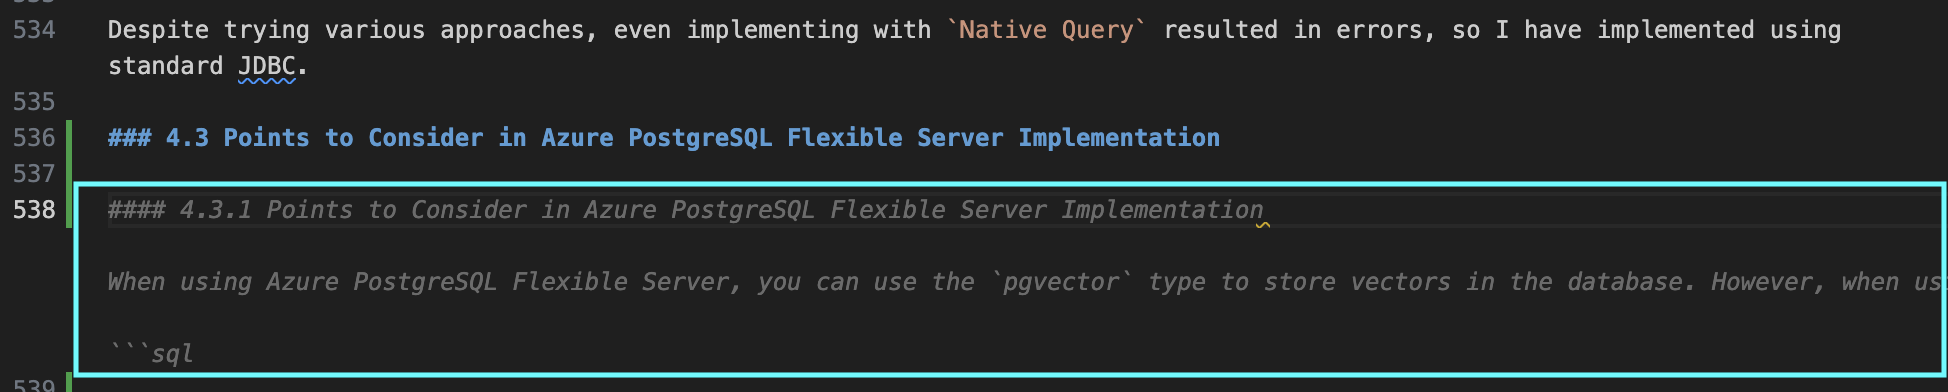 534 Despite trying various approaches, even implementing with `Native Query` resulted in errors, so I have implemented using
standard JDBC.
535
536 ### 4.3 Points to Consider in Azure PostgreSQL Flexible Server Implementation
537
538 #### 4.3.1 Points to Consider in Azure PostgreSQL Flexible Server Implementation
When using Azure PostgreSQL Flexible Server, you can use the `pgvector` type to store vectors in the database. However, when us
```sql
539